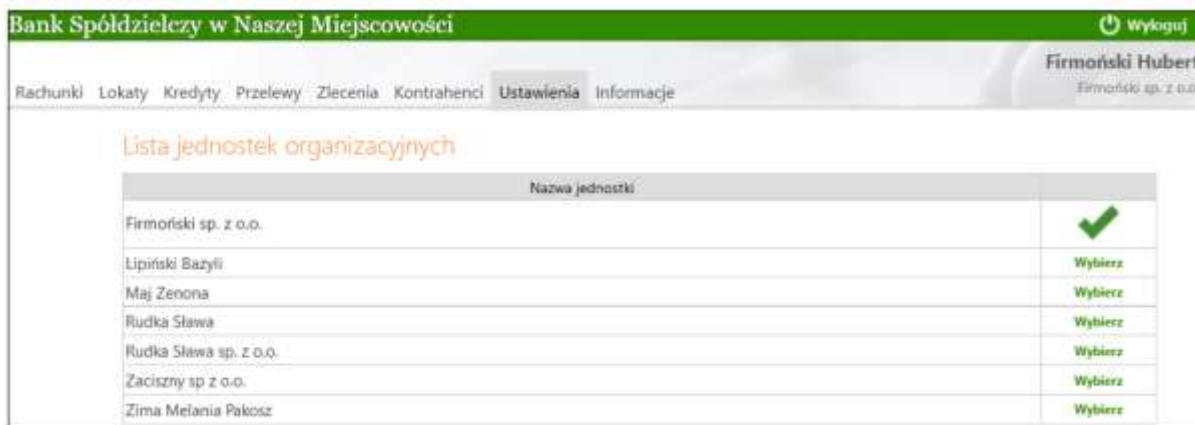 Bank Spółdzielczy w Naszej Miejscowości Wyloguj
Firmoński Hubert
Firmoński sp. z o.o
Rachunki Lokaty Kredyty Przelewy Zlecenia Kontrahenci Ustawienia Informacje
Lista jednostek organizacyjnych
Nazwa jednostki
Firmoński sp. z o.o.
Lipiński Bazyli Wybierz
Maj Zenona Wybierz
Rudka Sława Wybierz
Rudka Sława sp. z o.o. Wybierz
Zaciszny sp z o.o. Wybierz
Zima Melania Pakosz Wybierz